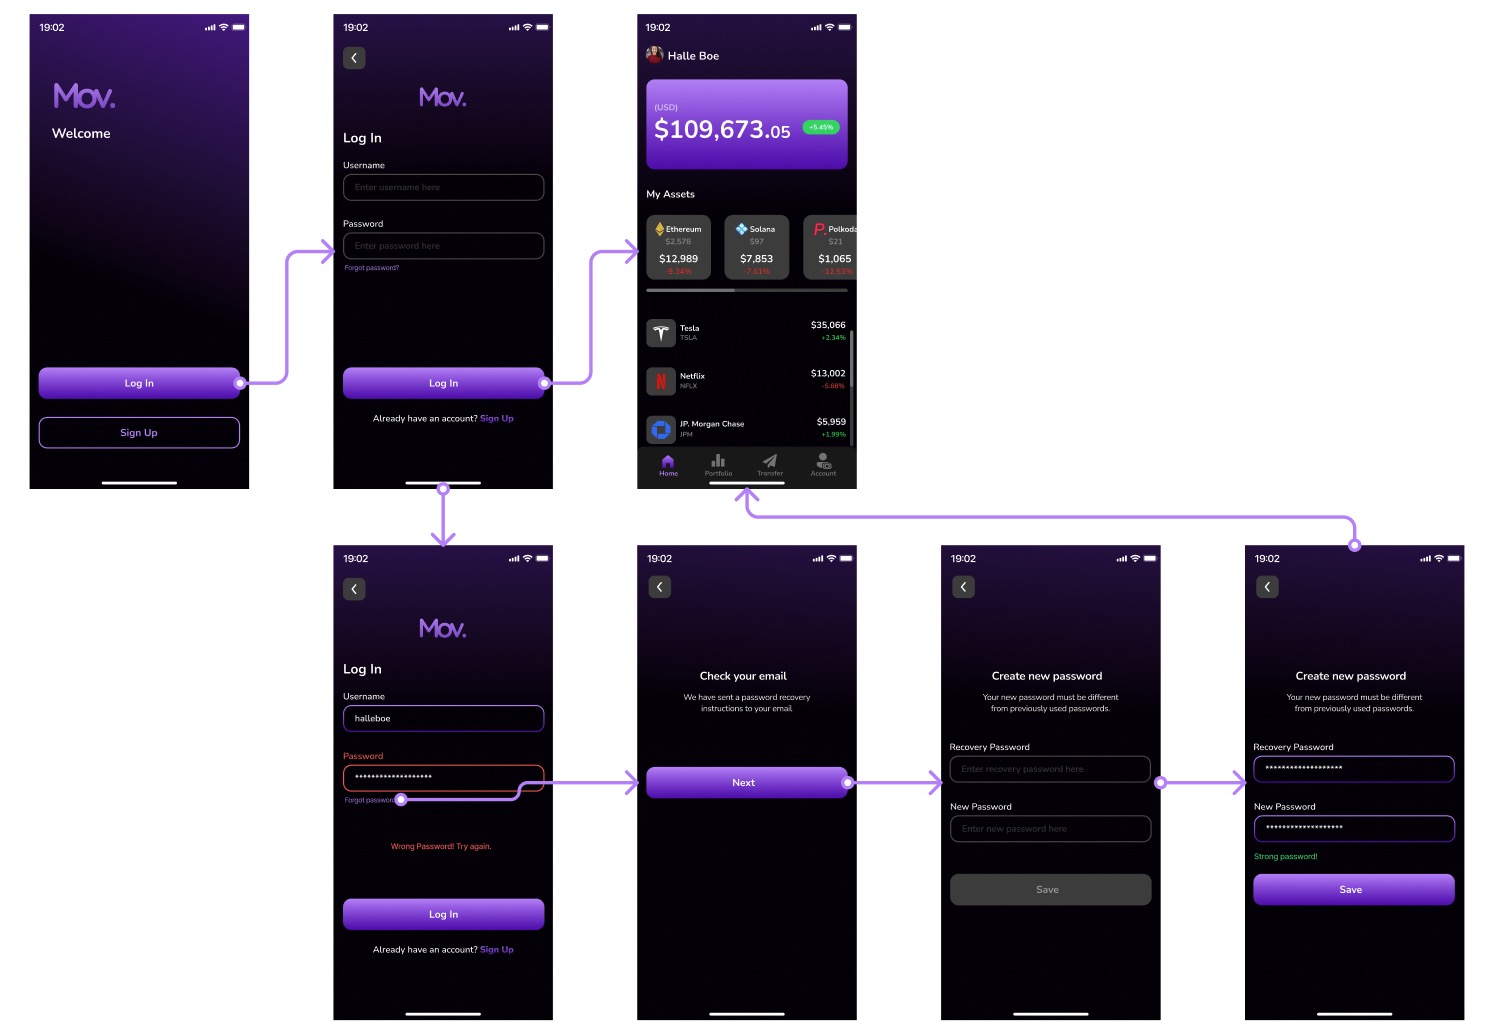 19:02
Mov.
Welcome
Log In
Sign Up
19:02
Mov.
Log In
Username
Enter username here
Password
Enter password here
Forgot password?
Log In
Already have an account? Sign Up
19:02
Halle Boe
(USD)
$109,673.05
+5.45%
My Assets
Ethereum
$2,578
$12,989
-9.34%
Solana
$97
$7,853
-7.61%
Polkado
$21
$1,065
-12.53%
Tesla
TSLA
$35,066
+2.34%
Netflix
NFLX
$13,002
-5.68%
JP. Morgan Chase
JPM
$5,959
+1.99%
Home
Portfolio
Transfer
Account
19:02
Mov.
Log In
Username
halleboe
Password
*******************
Forgot password
Wrong Password! Try again.
Log In
Already have an account? Sign Up
19:02
Check your email
We have sent a password recovery
instructions to your email
Next
19:02
Create new password
Your new password must be different
from previously used passwords.
Recovery Password
Enter recovery password here
New Password
Enter new password here
Save
19:02
Create new password
Your new password must be different
from previously used passwords.
Recovery Password
*******************
New Password
*******************
Strong password!
Save